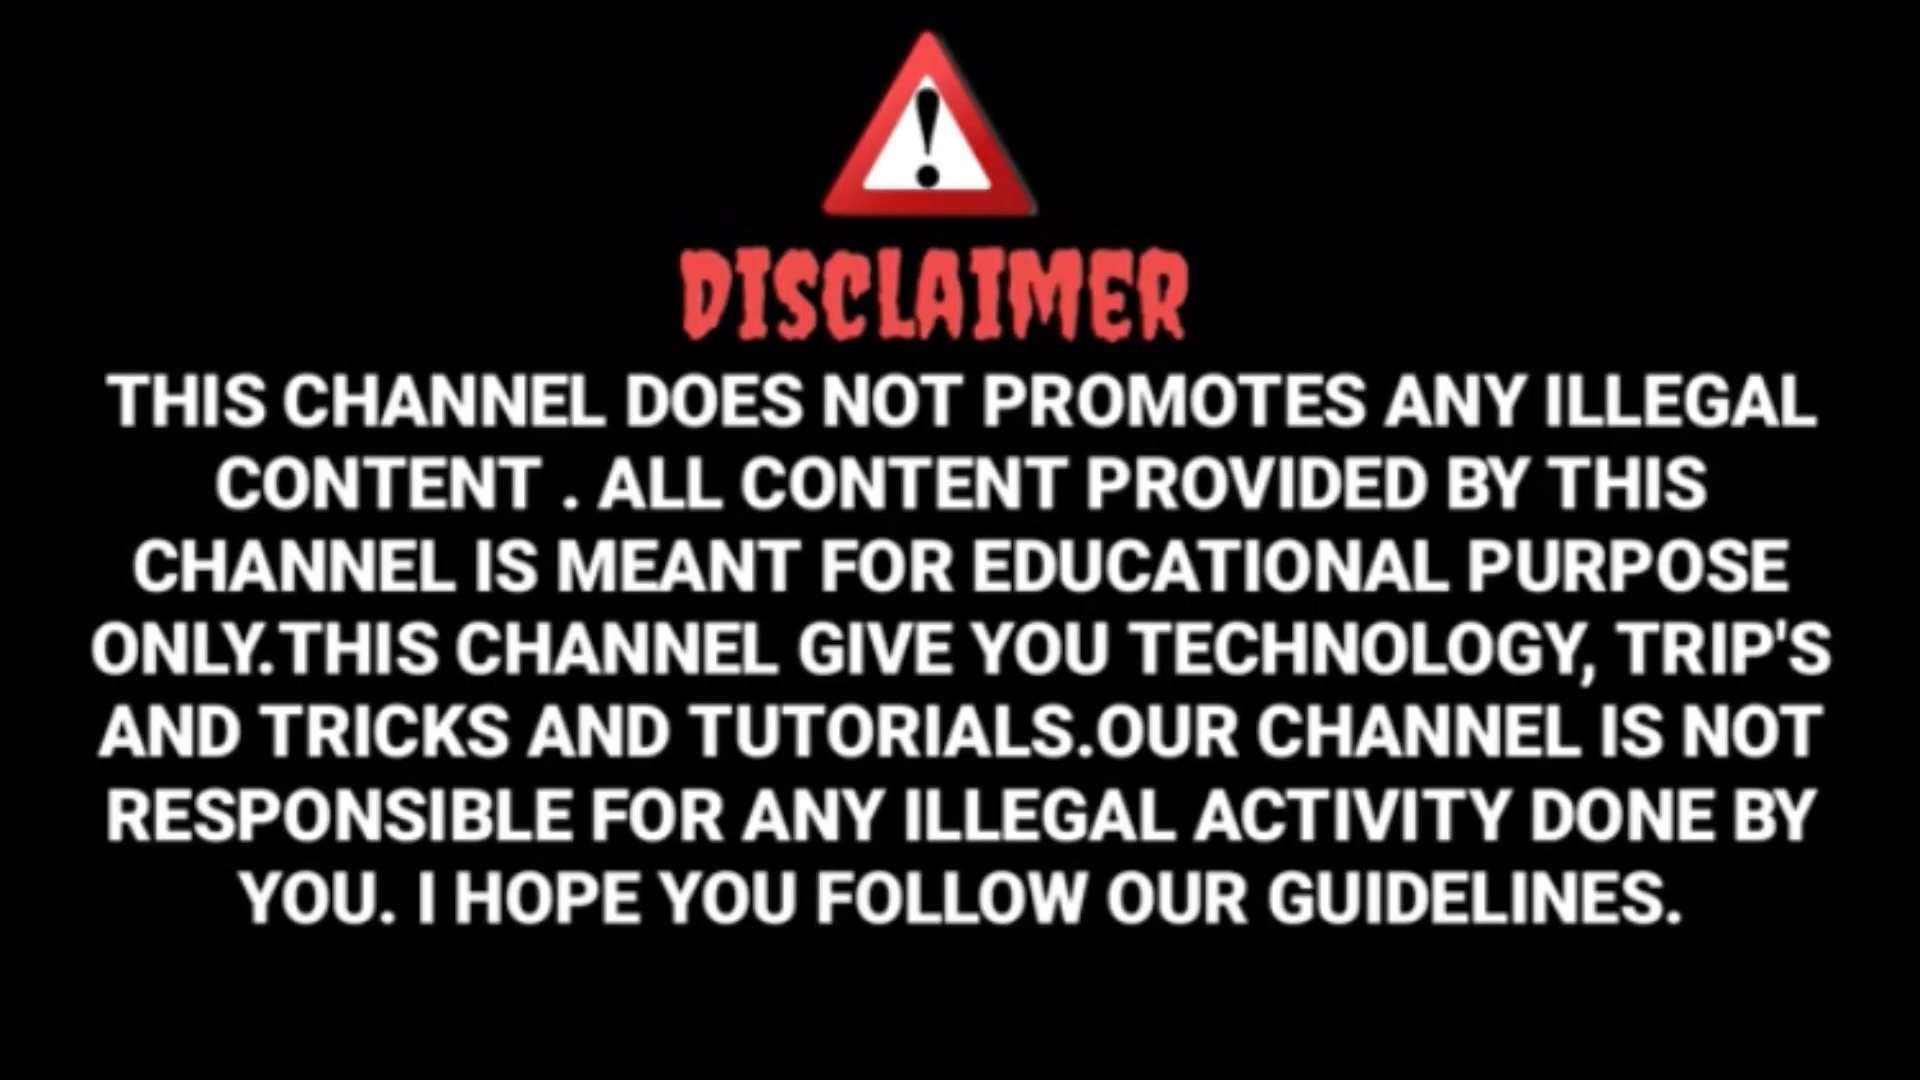 DISCLAIMER
THIS CHANNEL DOES NOT PROMOTES ANY ILLEGAL
CONTENT . ALL CONTENT PROVIDED BY THIS
CHANNEL IS MEANT FOR EDUCATIONAL PURPOSE
ONLY.THIS CHANNEL GIVE YOU TECHNOLOGY, TRIP'S
AND TRICKS AND TUTORIALS.OUR CHANNEL IS NOT
RESPONSIBLE FOR ANY ILLEGAL ACTIVITY DONE BY
YOU. I HOPE YOU FOLLOW OUR GUIDELINES.